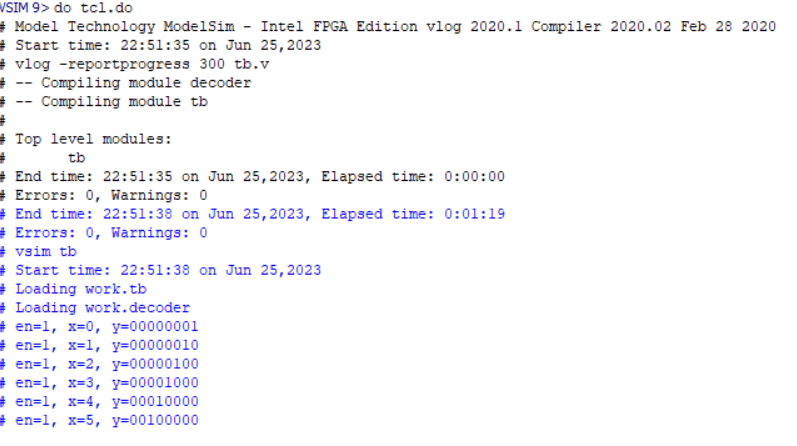 VSIM 9> do tcl.do
# Model Technology ModelSim - Intel FPGA Edition vlog 2020.1 Compiler 2020.02 Feb 28 2020
# Start time: 22:51:35 on Jun 25,2023
# vlog -reportprogress 300 tb.v
# -- Compiling module decoder
# -- Compiling module tb
#
# Top level modules:
#       tb
# End time: 22:51:35 on Jun 25,2023, Elapsed time: 0:00:00
# Errors: 0, Warnings: 0
# End time: 22:51:38 on Jun 25,2023, Elapsed time: 0:01:19
# Errors: 0, Warnings: 0
# vsim tb
# Start time: 22:51:38 on Jun 25,2023
# Loading work.tb
# Loading work.decoder
# en=1, x=0, y=00000001
# en=1, x=1, y=00000010
# en=1, x=2, y=00000100
# en=1, x=3, y=00001000
# en=1, x=4, y=00010000
# en=1, x=5, y=00100000